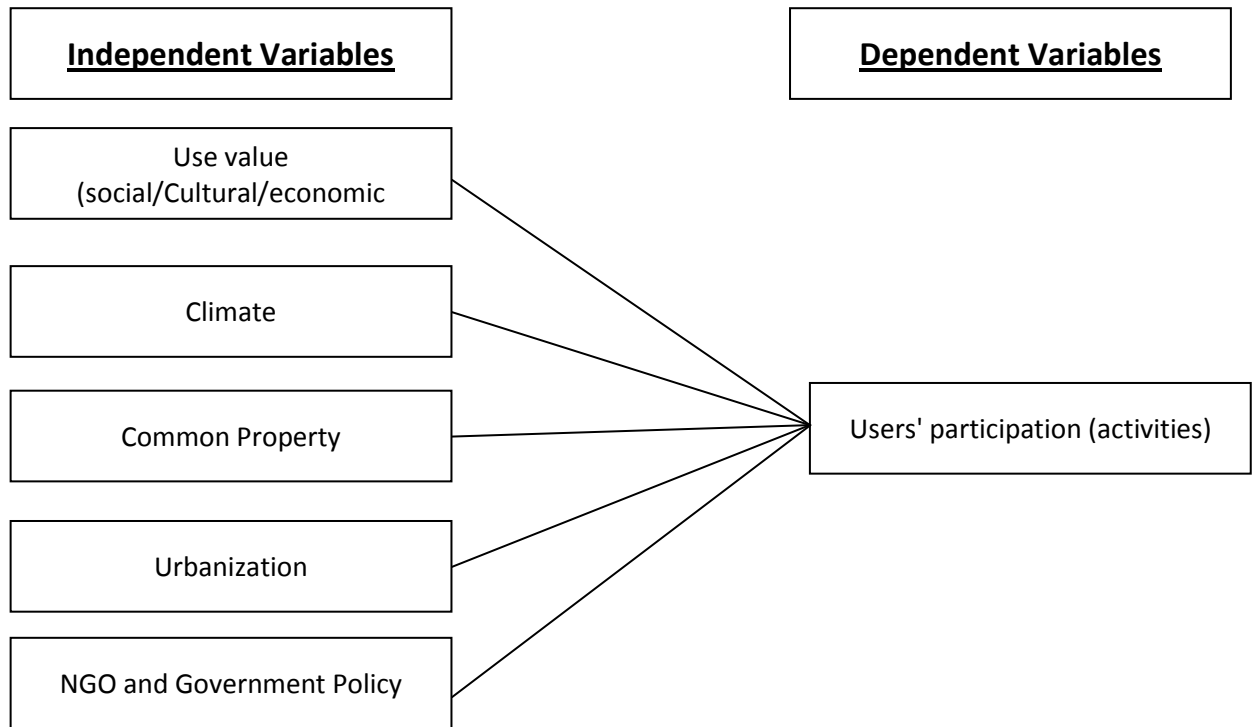 Independent Variables
Dependent Variables
Use value
(social/Cultural/economic
Climate
Common Property
Users' participation (activities)
Urbanization
NGO and Government Policy